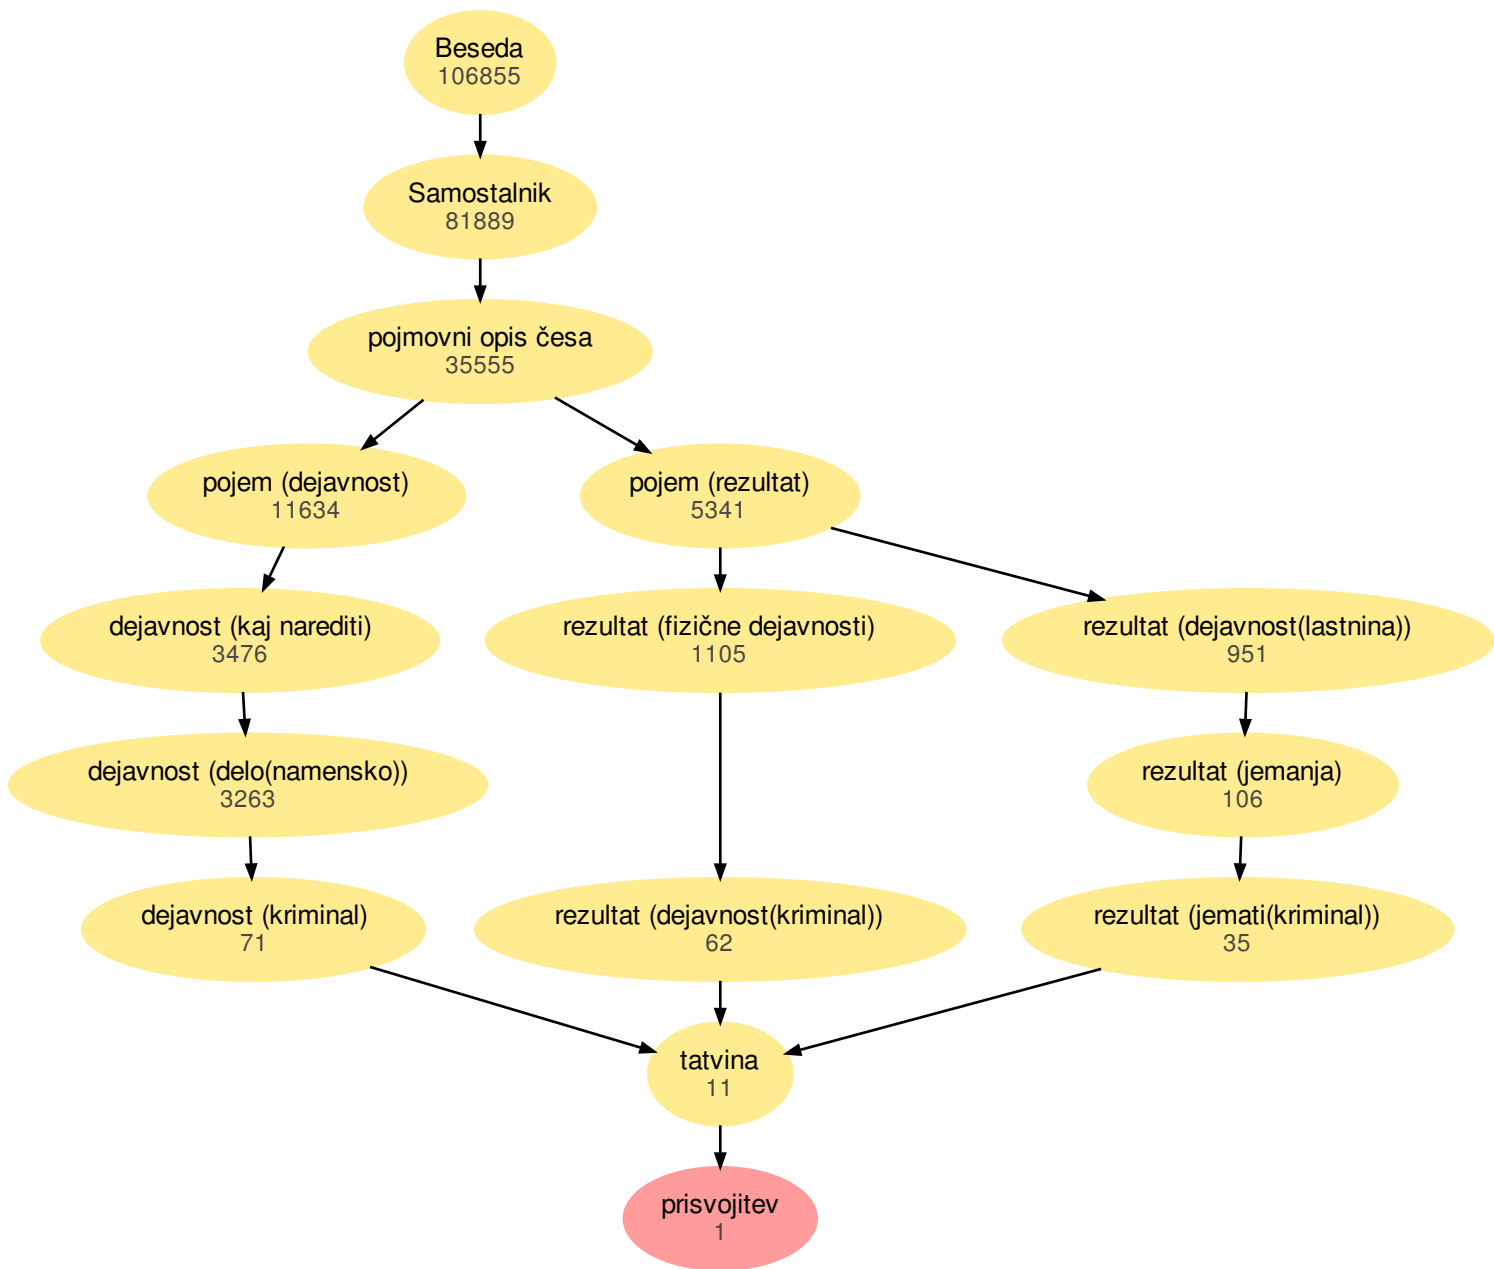 Beseda
106855
Samostalnik
81889
pojmovni opis česa
35555
pojem (dejavnost)
11634
pojem (rezultat)
5341
dejavnost (kaj narediti)
3476
rezultat (fizične dejavnosti)
1105
rezultat (dejavnost(lastnina))
951
dejavnost (delo(namensko))
3263
rezultat (jemanja)
106
dejavnost (kriminal)
71
rezultat (dejavnost(kriminal))
62
rezultat (jemati(kriminal))
35
tatvina
11
prisvojitev
1